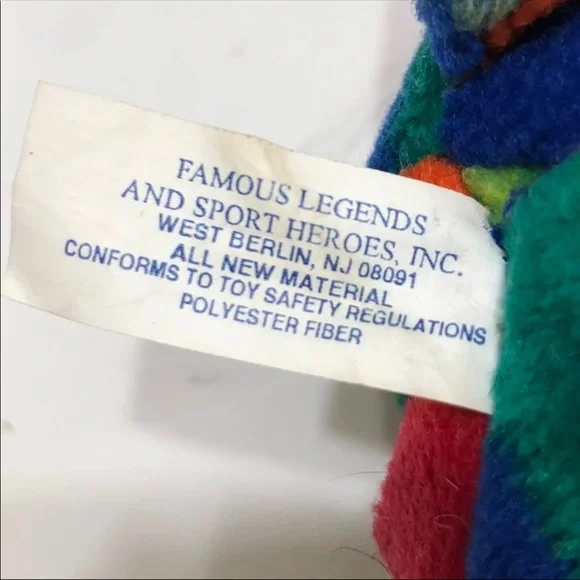 FAMOUS LEGENDS
AND SPORT HEROES, INC.
WEST BERLIN, NJ 08091
ALL NEW MATERIAL
CONFORMS TO TOY SAFETY REGULATIONS
POLYESTER FIBER